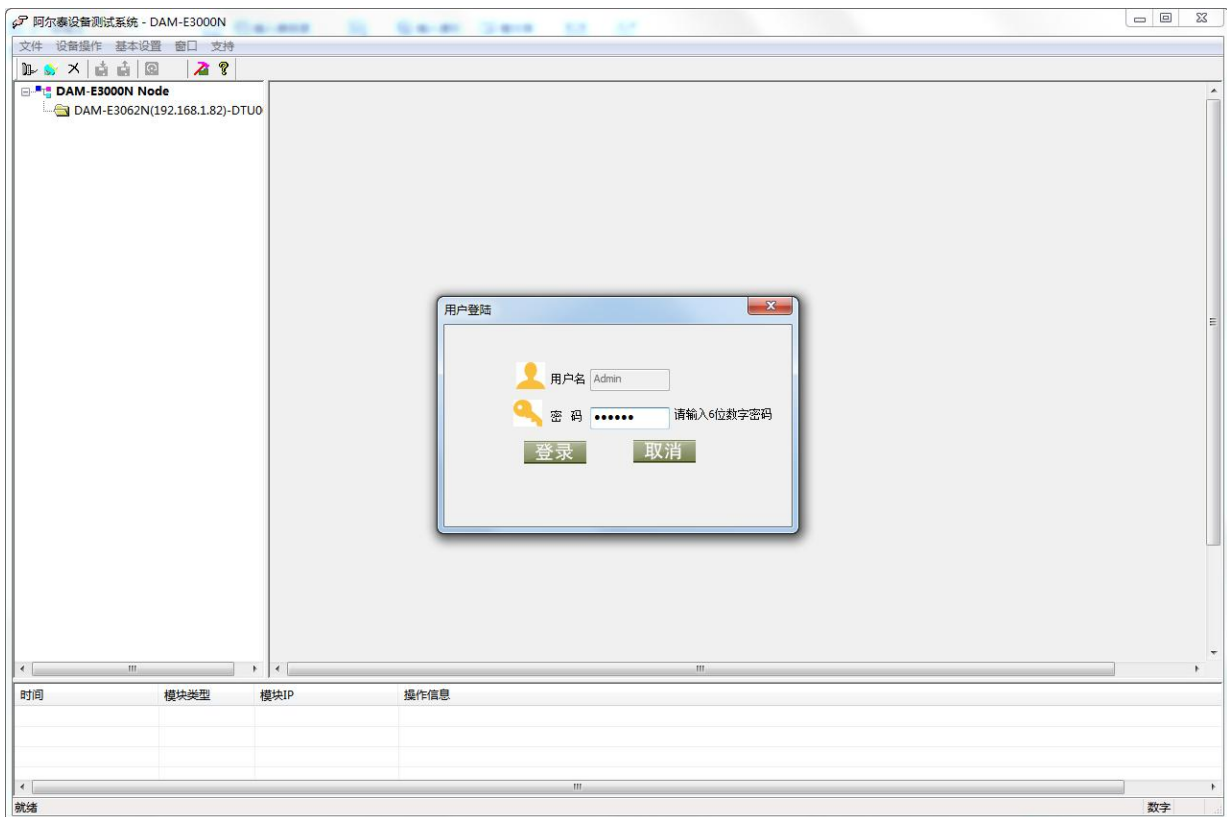 阿尔泰设备测试系统 - DAM-E3000N
文件 设备操作 基本设置 窗口 支持
DAM-E3000N Node
DAM-E3062N(192.168.1.82)-DTU0
用户登陆
用户名 Admin
密 码 ●●●●●● 请输入6位数字密码
登录 取消
时间 模块类型 模块IP 操作信息
就绪 数字